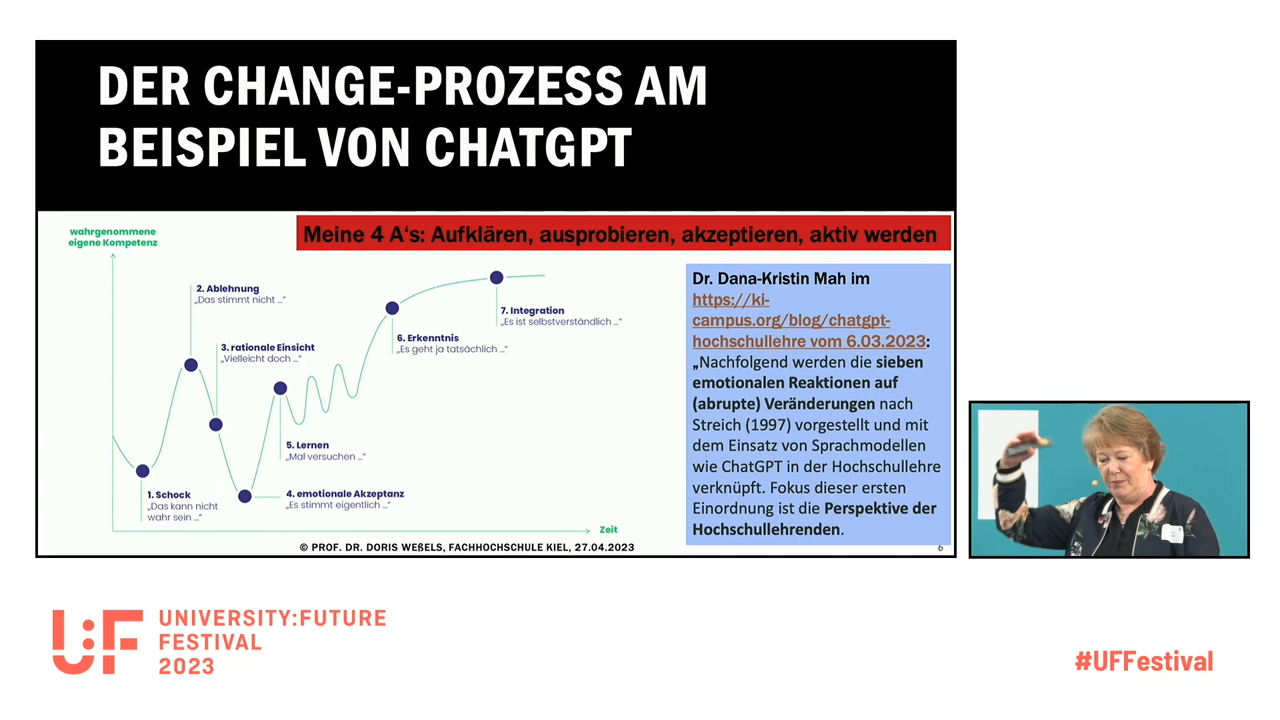 DER CHANGE-PROZESS AM
BEISPIEL VON CHATGPT
Meine 4 A's: Aufklären, ausprobieren, akzeptieren, aktiv werden
wahrgenommene
eigene Kompetenz
2. Ablehnung
„Das stimmt nicht ..."
3. rationale Einsicht
„Vielleicht doch ..."
7. Integration
„Es ist selbstverständlich ..."
6. Erkenntnis
„Es geht ja tatsächlich ..."
5. Lernen
„Mal versuchen ..."
1. Schock
„Das kann nicht
wahr sein ..."
4. emotionale Akzeptanz
„Es stimmt eigentlich ..."
Zeit
Dr. Dana-Kristin Mah im
https://ki-
campus.org/blog/chatgpt-
hochschullehre vom 6.03.2023:
„Nachfolgend werden die sieben
emotionalen Reaktionen auf
(abrupte) Veränderungen nach
Streich (1997) vorgestellt und mit
dem Einsatz von Sprachmodellen
wie ChatGPT in der Hochschullehre
verknüpft. Fokus dieser ersten
Einordnung ist die Perspektive der
Hochschullehrenden.
© PROF. DR. DORIS WEßELS, FACHHOCHSCHULE KIEL, 27.04.2023
6
U:F
UNIVERSITY:FUTURE
FESTIVAL
2023
#UFFestival